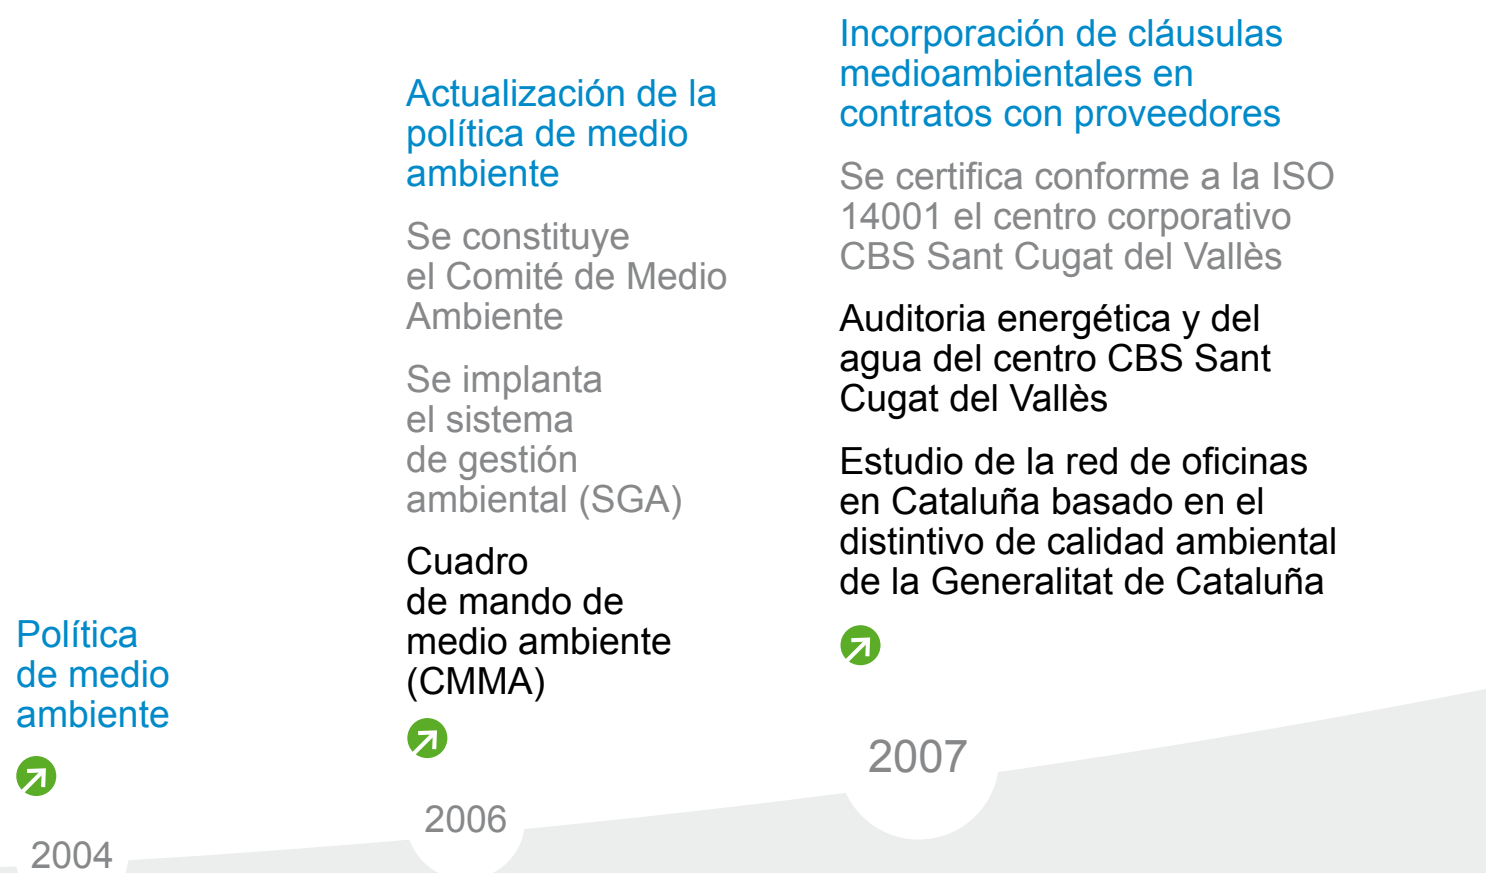 Política
de medio
ambiente
2004
Actualización de la
política de medio
ambiente
Se constituye
el Comité de Medio
Ambiente
Se implanta
el sistema
de gestión
ambiental (SGA)
Cuadro
de mando de
medio ambiente
(CMMA)
2006
Incorporación de cláusulas
medioambientales en
contratos con proveedores
Se certifica conforme a la ISO
14001 el centro corporativo
CBS Sant Cugat del Vallès
Auditoria energética y del
agua del centro CBS Sant
Cugat del Vallès
Estudio de la red de oficinas
en Cataluña basado en el
distintivo de calidad ambiental
de la Generalitat de Cataluña
2007